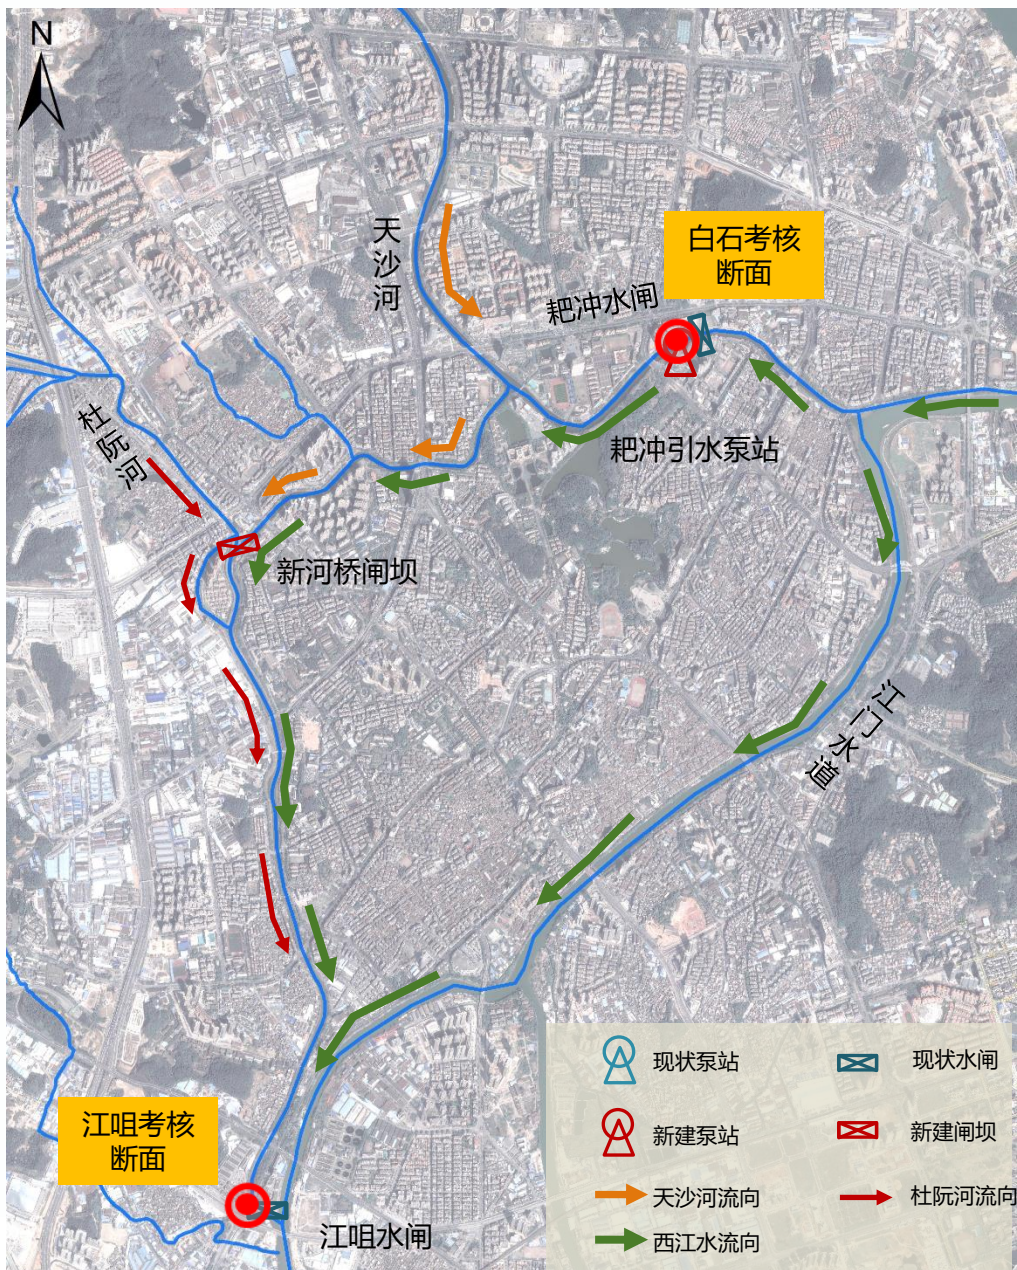 N
天沙河
白石考核
断面
耙冲水闸
耙冲引水泵站
杜阮河
新河桥闸坝
江门水道
江咀考核
断面
江咀水闸
现状泵站
现状水闸
新建泵站
新建闸坝
天沙河流向
杜阮河流向
西江水流向